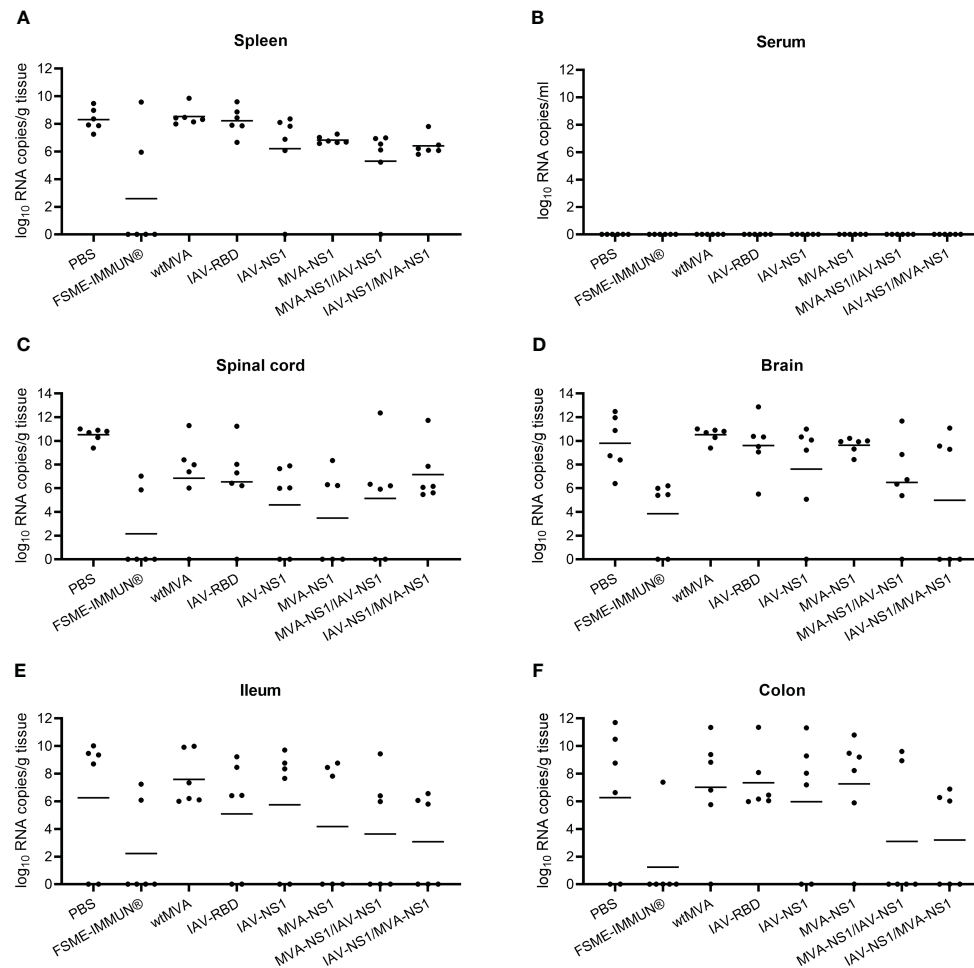 A
Spleen
log10 RNA copies/g tissue
12
10
8
6
4
2
0
PBS
FSME-IMMUN®
wtMVA
IAV-RBD
IAV-NS1
MVA-NS1
MVA-NS1/IAV-NS1
IAV-NS1/MVA-NS1
B
Serum
log10 RNA copies/ml
12
10
8
6
4
2
0
PBS
FSME-IMMUN®
wtMVA
IAV-RBD
IAV-NS1
MVA-NS1
MVA-NS1/IAV-NS1
IAV-NS1/MVA-NS1
C
Spinal cord
log10 RNA copies/g tissue
14
12
10
8
6
4
2
0
PBS
FSME-IMMUN®
wtMVA
IAV-RBD
IAV-NS1
MVA-NS1
MVA-NS1/IAV-NS1
IAV-NS1/MVA-NS1
D
Brain
log10 RNA copies/g tissue
14
12
10
8
6
4
2
0
PBS
FSME-IMMUN®
wtMVA
IAV-RBD
IAV-NS1
MVA-NS1
MVA-NS1/IAV-NS1
IAV-NS1/MVA-NS1
E
Ileum
log10 RNA copies/g tissue
12
10
8
6
4
2
0
PBS
FSME-IMMUN®
wtMVA
IAV-RBD
IAV-NS1
MVA-NS1
MVA-NS1/IAV-NS1
IAV-NS1/MVA-NS1
F
Colon
log10 RNA copies/g tissue
12
10
8
6
4
2
0
PBS
FSME-IMMUN®
wtMVA
IAV-RBD
IAV-NS1
MVA-NS1
MVA-NS1/IAV-NS1
IAV-NS1/MVA-NS1